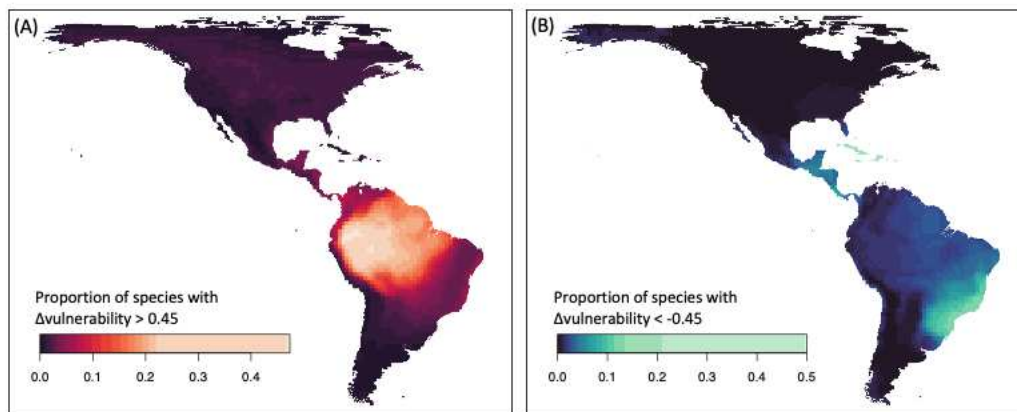 (A)
Proportion of species with
Δvulnerability > 0.45
0.0 0.1 0.2 0.3 0.4
(B)
Proportion of species with
Δvulnerability < -0.45
0.0 0.1 0.2 0.3 0.4 0.5